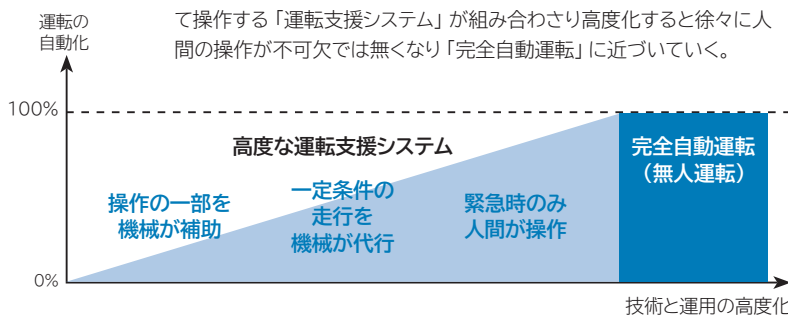 運転の
自動化
て操作する「運転支援システム」が組み合わさり高度化すると徐々に人
間の操作が不可欠では無くなり「完全自動運転」に近づいていく。
100%
高度な運転支援システム
完全自動運転
（無人運転）
操作の一部を
機械が補助
一定条件の
走行を
機械が代行
緊急時のみ
人間が操作
0%
技術と運用の高度化